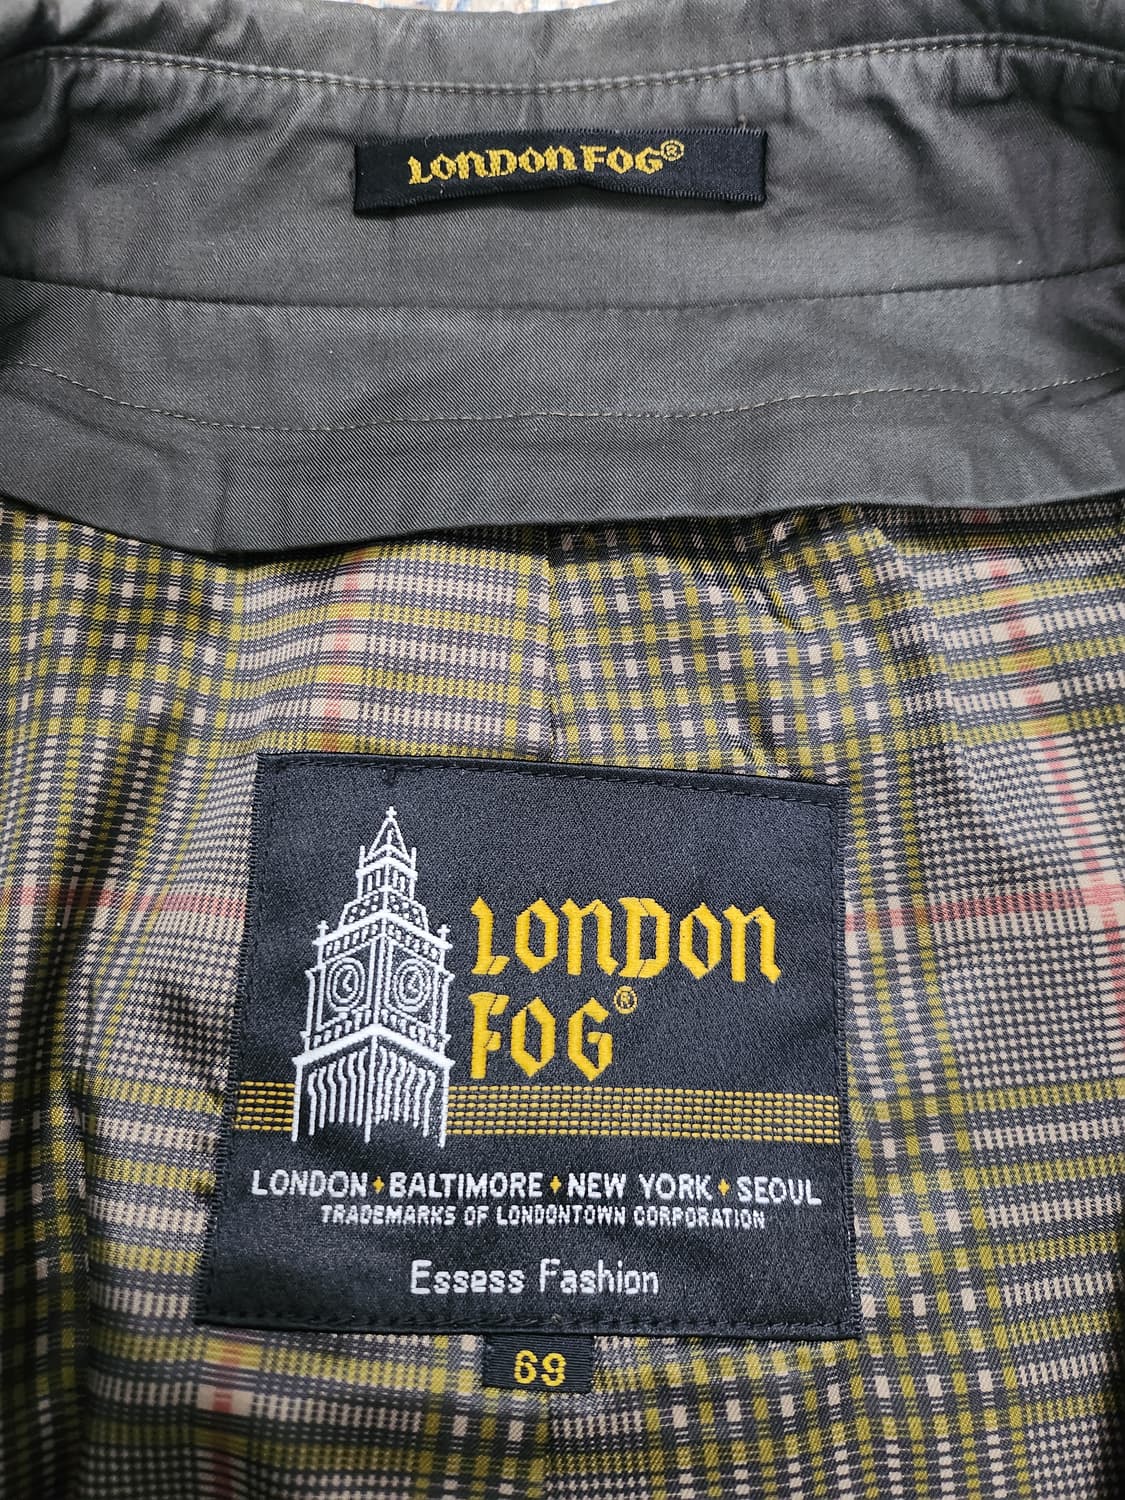 LONDON FOG®
LONDON
FOG®
LONDON ♦ BALTIMORE ♦ NEW YORK ♦ SEOUL
TRADEMARKS OF LONDONTOWN CORPORATION
Essess Fashion
69